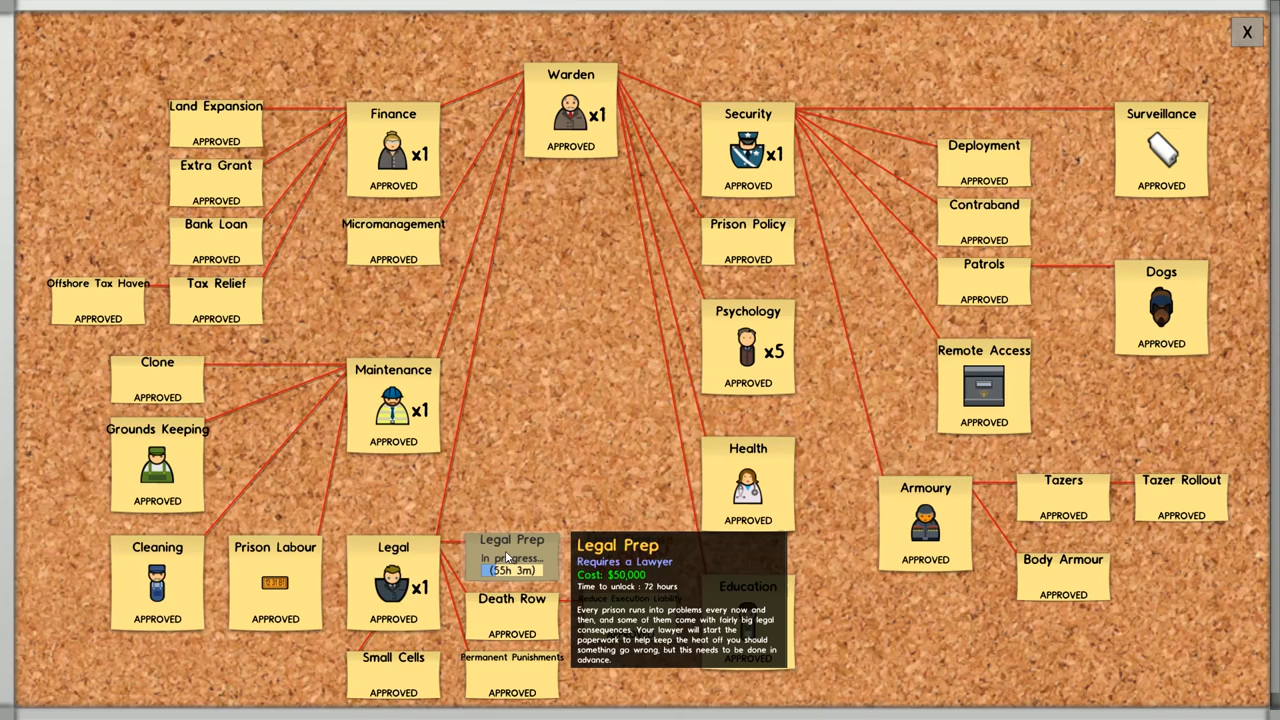 X
Warden
x1
APPROVED
Land Expansion
APPROVED
Finance
x1
APPROVED
Security
x1
APPROVED
Surveillance
APPROVED
Extra Grant
APPROVED
Deployment
APPROVED
Bank Loan
APPROVED
Micromanagement
APPROVED
Prison Policy
APPROVED
Contraband
APPROVED
Offshore Tax Haven
APPROVED
Tax Relief
APPROVED
Patrols
APPROVED
Dogs
APPROVED
Psychology
x5
APPROVED
Remote Access
APPROVED
Clone
APPROVED
Maintenance
x1
APPROVED
Grounds Keeping
APPROVED
Health
APPROVED
Armoury
APPROVED
Tazers
APPROVED
Tazer Rollout
APPROVED
Body Armour
APPROVED
Cleaning
APPROVED
Prison Labour
APPROVED
Legal
x1
APPROVED
Legal Prep
In progress...
(55h 3m)
Death Row
APPROVED
Small Cells
APPROVED
Permanent Punishments
APPROVED
Legal Prep
Requires a Lawyer
Cost: $50,000
Time to unlock : 72 hours
Every prison runs into problems every now and
then, and some of them come with fairly big legal
consequences. Your lawyer will start the
paperwork to help keep the heat off you should
something go wrong, but this needs to be done in
advance.
Education
Reduce Execution Liability
APPROVED